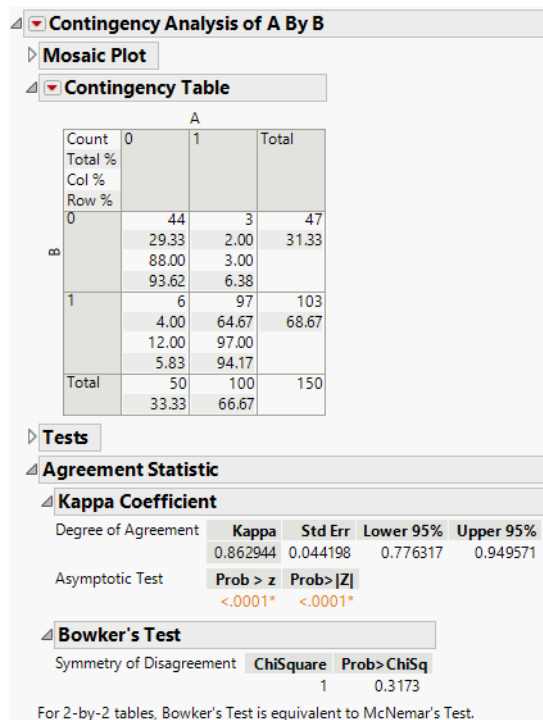 Contingency Analysis of A By B
Mosaic Plot
Contingency Table
A
Count 0 1 Total
Total %
Col %
Row %
B
0 44 3 47
29.33 2.00 31.33
88.00 3.00
93.62 6.38
1 6 97 103
4.00 64.67 68.67
12.00 97.00
5.83 94.17
Total 50 100 150
33.33 66.67
Tests
Agreement Statistic
Kappa Coefficient
Degree of Agreement Kappa Std Err Lower 95% Upper 95%
0.862944 0.044198 0.776317 0.949571
Asymptotic Test Prob > z Prob>|Z|
<.0001* <.0001*
Bowker's Test
Symmetry of Disagreement ChiSquare Prob>ChiSq
1 0.3173
For 2-by-2 tables, Bowker's Test is equivalent to McNemar's Test.